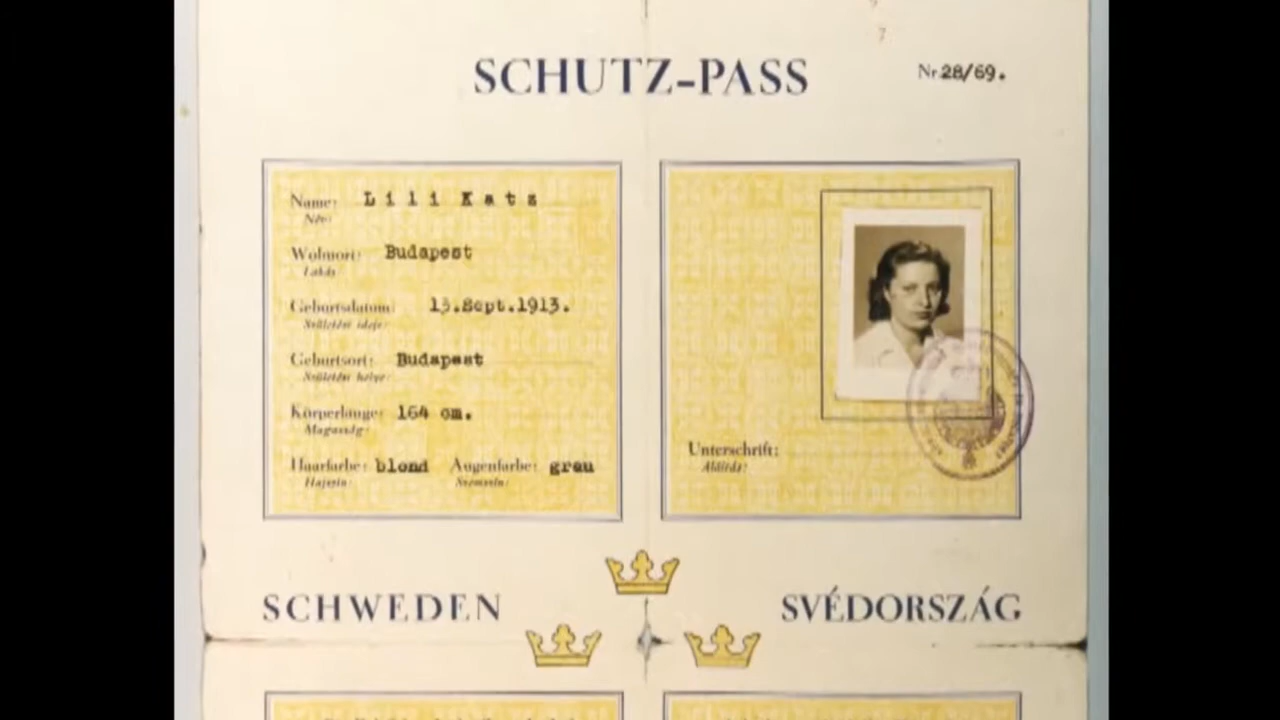 SCHUTZ-PASS
Nr. 28/69.
Name: Lili Katz
Név:
Wohnort: Budapest
Lakás:
Geburtsdatum: 13.Sept.1913.
Születési ideje:
Geburtsort: Budapest
Születési helye:
Körperlänge: 164 cm.
Magasság:
Haarfarbe: blond Augenfarbe: grau
Hajszín: Szemszín:
Unterschrift:
Aláírás:
SCHWEDEN
SVÉDORSZÁG